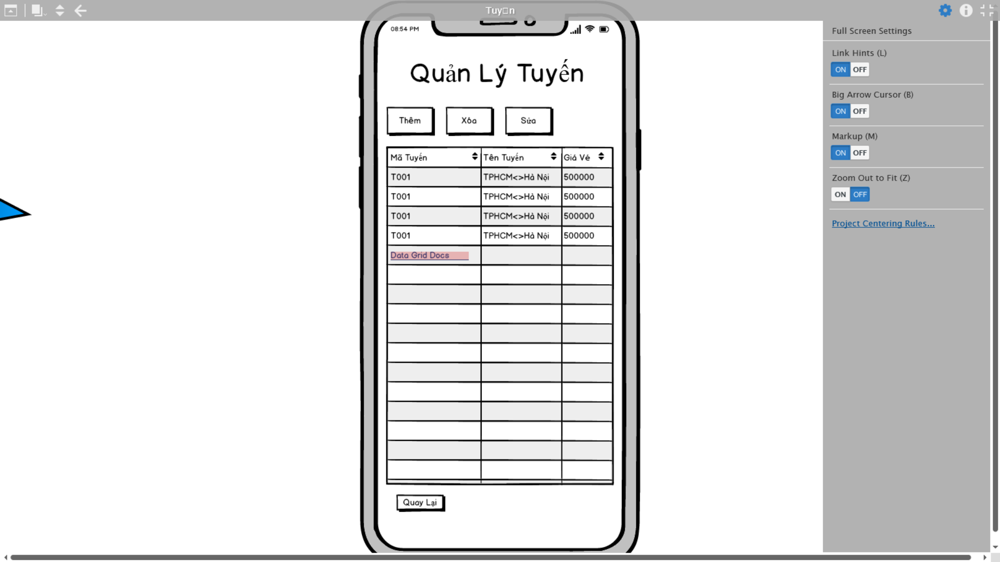 Tuy□n
08:54 PM
Quản Lý Tuyến
Thêm Xóa Sửa
Mã Tuyến Tên Tuyến Giá Vé
T001 TPHCM<>Hà Nội 500000
T001 TPHCM<>Hà Nội 500000
T001 TPHCM<>Hà Nội 500000
T001 TPHCM<>Hà Nội 500000
Data Grid Docs
Quay Lại
Full Screen Settings
Link Hints (L)
ON OFF
Big Arrow Cursor (B)
ON OFF
Markup (M)
ON OFF
Zoom Out to Fit (Z)
ON OFF
Project Centering Rules...